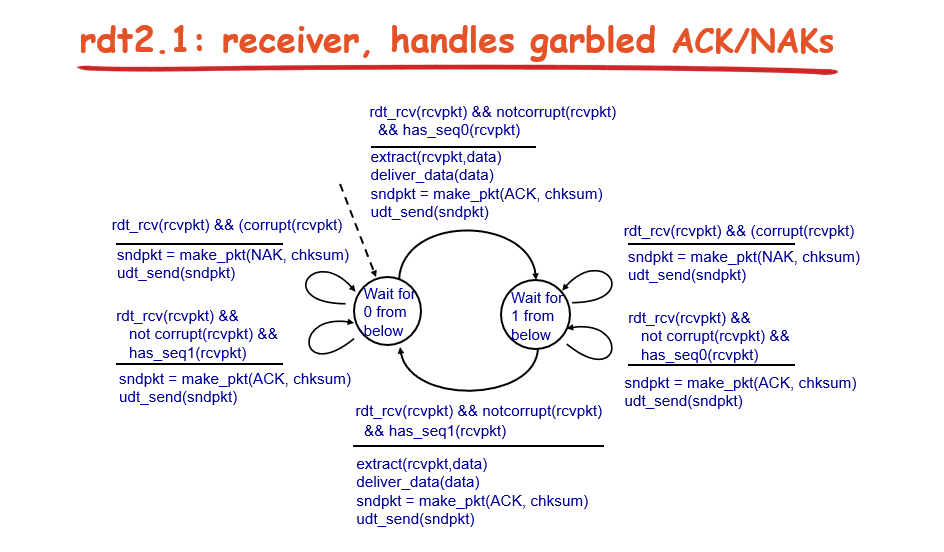 rdt2.1: receiver, handles garbled ACK/NAKs
rdt_rcv(rcvpkt) && notcorrupt(rcvpkt)
&& has_seq0(rcvpkt)
extract(rcvpkt,data)
deliver_data(data)
sndpkt = make_pkt(ACK, chksum)
udt_send(sndpkt)
rdt_rcv(rcvpkt) && (corrupt(rcvpkt)
sndpkt = make_pkt(NAK, chksum)
udt_send(sndpkt)
rdt_rcv(rcvpkt) &&
not corrupt(rcvpkt) &&
has_seq1(rcvpkt)
sndpkt = make_pkt(ACK, chksum)
udt_send(sndpkt)
Wait for
0 from
below
Wait for
1 from
below
rdt_rcv(rcvpkt) && (corrupt(rcvpkt)
sndpkt = make_pkt(NAK, chksum)
udt_send(sndpkt)
rdt_rcv(rcvpkt) &&
not corrupt(rcvpkt) &&
has_seq0(rcvpkt)
sndpkt = make_pkt(ACK, chksum)
udt_send(sndpkt)
rdt_rcv(rcvpkt) && notcorrupt(rcvpkt)
&& has_seq1(rcvpkt)
extract(rcvpkt,data)
deliver_data(data)
sndpkt = make_pkt(ACK, chksum)
udt_send(sndpkt)